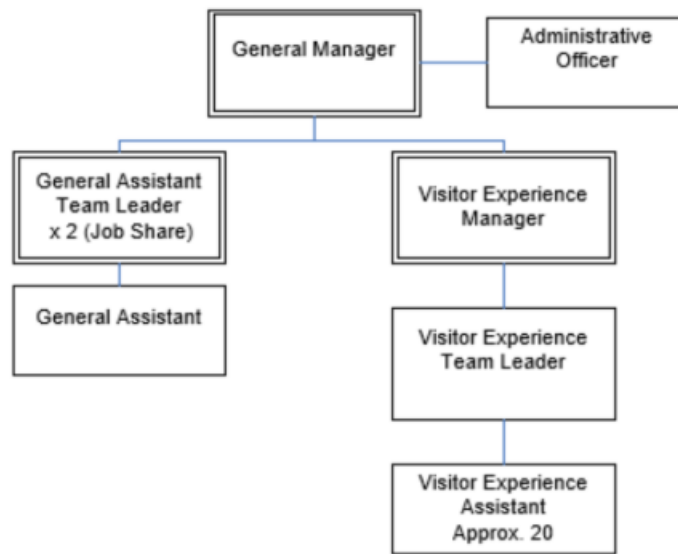 General Manager
Administrative
Officer
General Assistant
Team Leader
x 2 (Job Share)
Visitor Experience
Manager
General Assistant
Visitor Experience
Team Leader
Visitor Experience
Assistant
Approx. 20